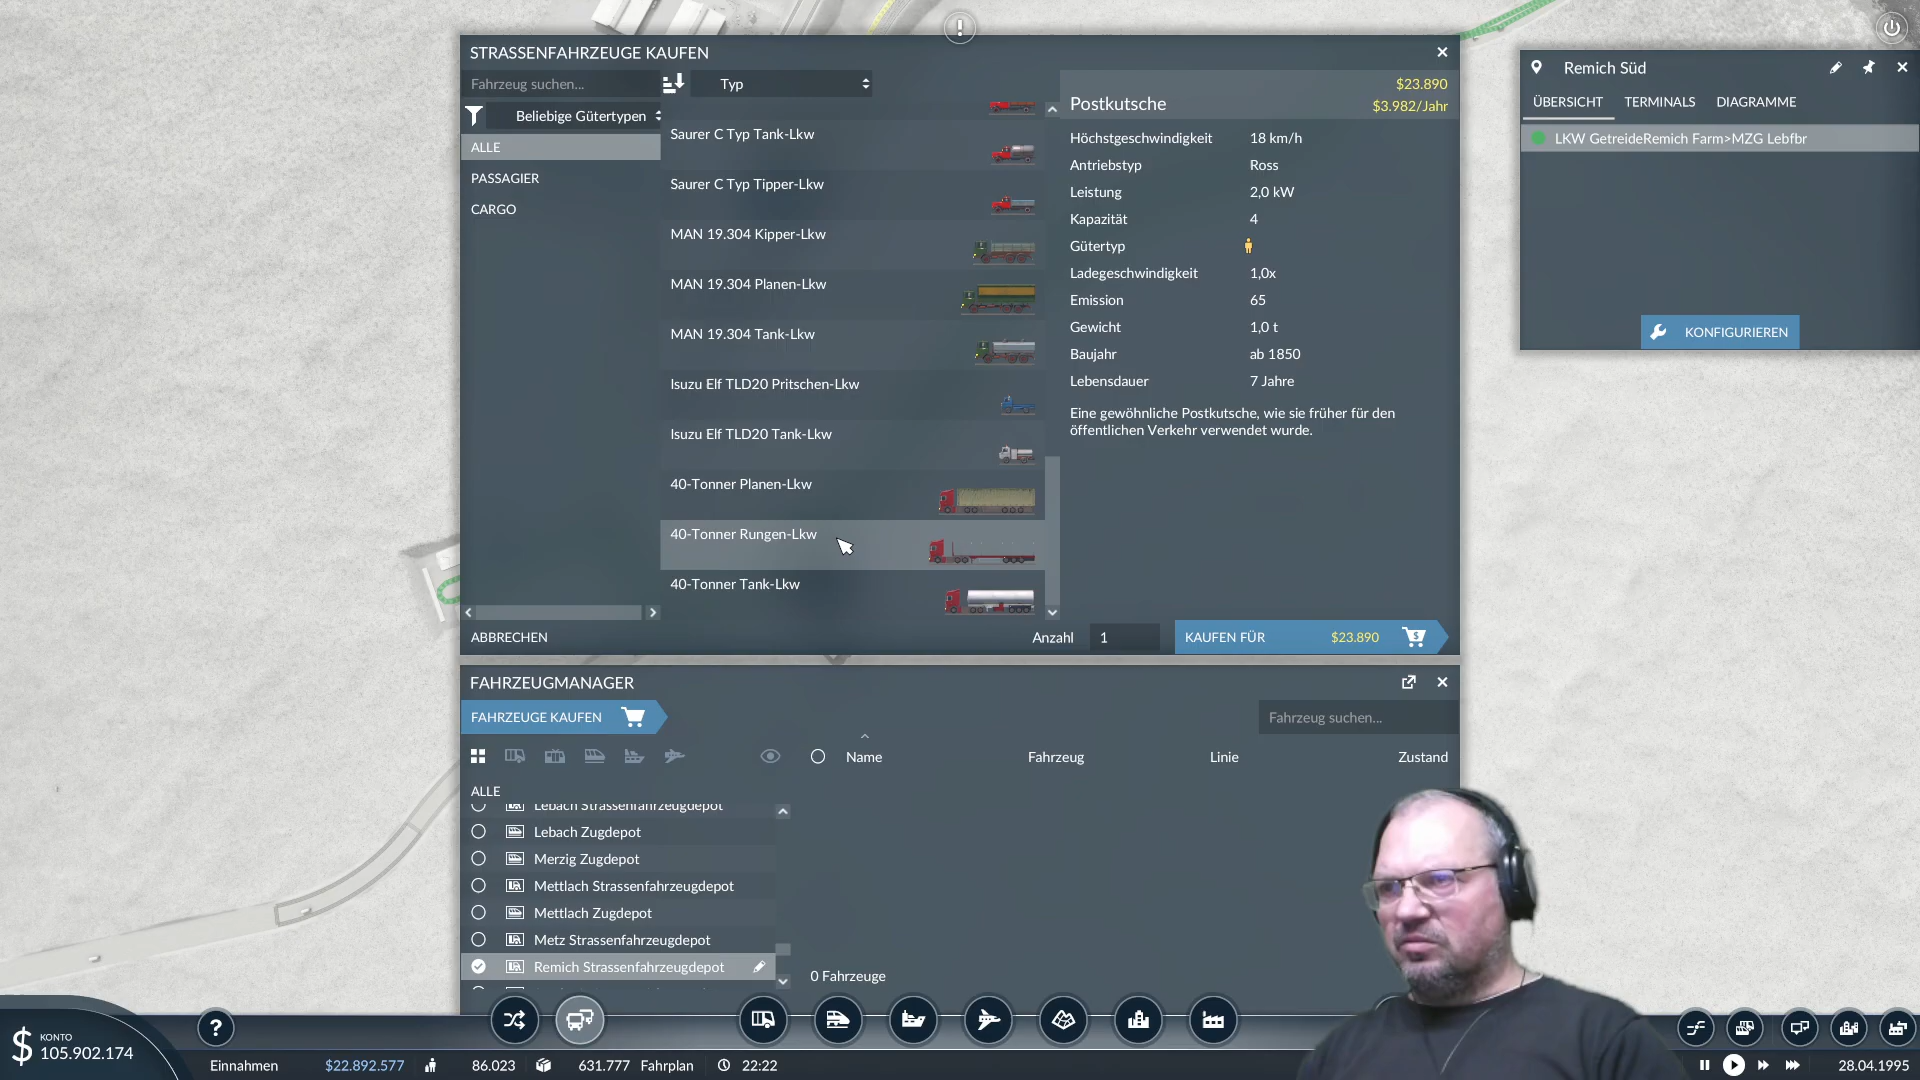 STRASSENFAHRZEUGE KAUFEN
Fahrzeug suchen...
Typ
Beliebige Gütertypen
ALLE
PASSAGIER
CARGO
Saurer C Typ Tank-Lkw
Saurer C Typ Tipper-Lkw
MAN 19.304 Kipper-Lkw
MAN 19.304 Planen-Lkw
MAN 19.304 Tank-Lkw
Isuzu Elf TLD20 Pritschen-Lkw
Isuzu Elf TLD20 Tank-Lkw
40-Tonner Planen-Lkw
40-Tonner Rungen-Lkw
40-Tonner Tank-Lkw
$23.890
Postkutsche
$3.982/Jahr
Höchstgeschwindigkeit 18 km/h
Antriebstyp Ross
Leistung 2,0 kW
Kapazität 4
Gütertyp
Ladegeschwindigkeit 1,0x
Emission 65
Gewicht 1,0 t
Baujahr ab 1850
Lebensdauer 7 Jahre
Eine gewöhnliche Postkutsche, wie sie früher für den
öffentlichen Verkehr verwendet wurde.
ABBRECHEN
Anzahl 1
KAUFEN FÜR $23.890
Remich Süd
ÜBERSICHT TERMINALS DIAGRAMME
LKW GetreideRemich Farm>MZG Lebfbr
KONFIGURIEREN
FAHRZEUGMANAGER
FAHRZEUGE KAUFEN
Fahrzeug suchen...
Name Fahrzeug Linie Zustand
ALLE
Lebach Strassenfahrzeugdepot
Lebach Zugdepot
Merzig Zugdepot
Mettlach Strassenfahrzeugdepot
Mettlach Zugdepot
Metz Strassenfahrzeugdepot
Remich Strassenfahrzeugdepot
0 Fahrzeuge
?
$ KONTO
105.902.174
Einnahmen $22.892.577 86.023 631.777 Fahrplan 22:22
28.04.1995